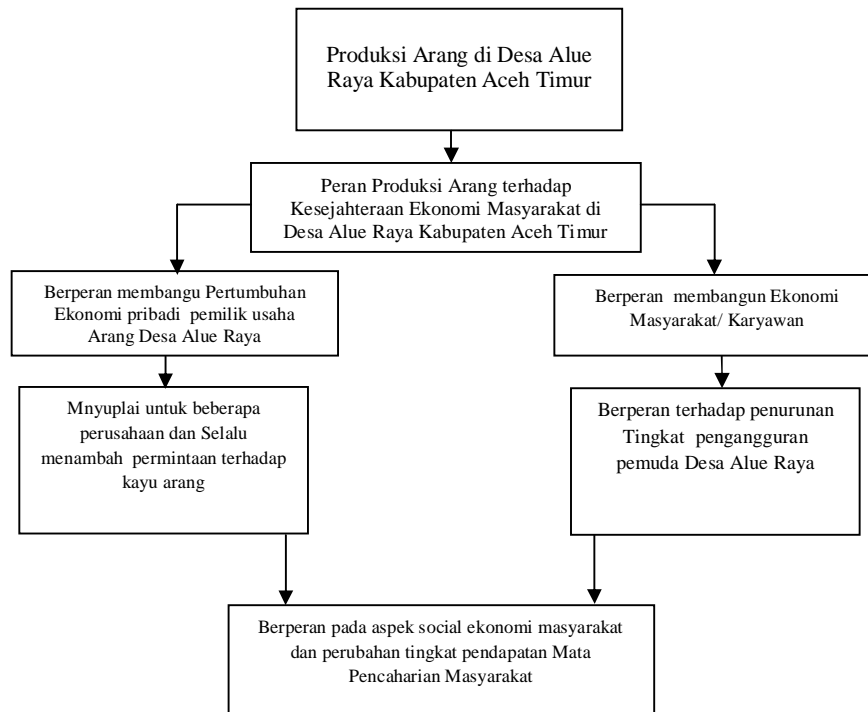 Produksi Arang di Desa Alue
Raya Kabupaten Aceh Timur
Peran Produksi Arang terhadap
Kesejahteraan Ekonomi Masyarakat di
Desa Alue Raya Kabupaten Aceh Timur
Berperan membangu Pertumbuhan
Ekonomi pribadi pemilik usaha
Arang Desa Alue Raya
Berperan membangun Ekonomi
Masyarakat/ Karyawan
Mnyuplai untuk beberapa
perusahaan dan Selalu
menambah permintaan terhadap
kayu arang
Berperan terhadap penurunan
Tingkat pengangguran
pemuda Desa Alue Raya
Berperan pada aspek social ekonomi masyarakat
dan perubahan tingkat pendapatan Mata
Pencaharian Masyarakat